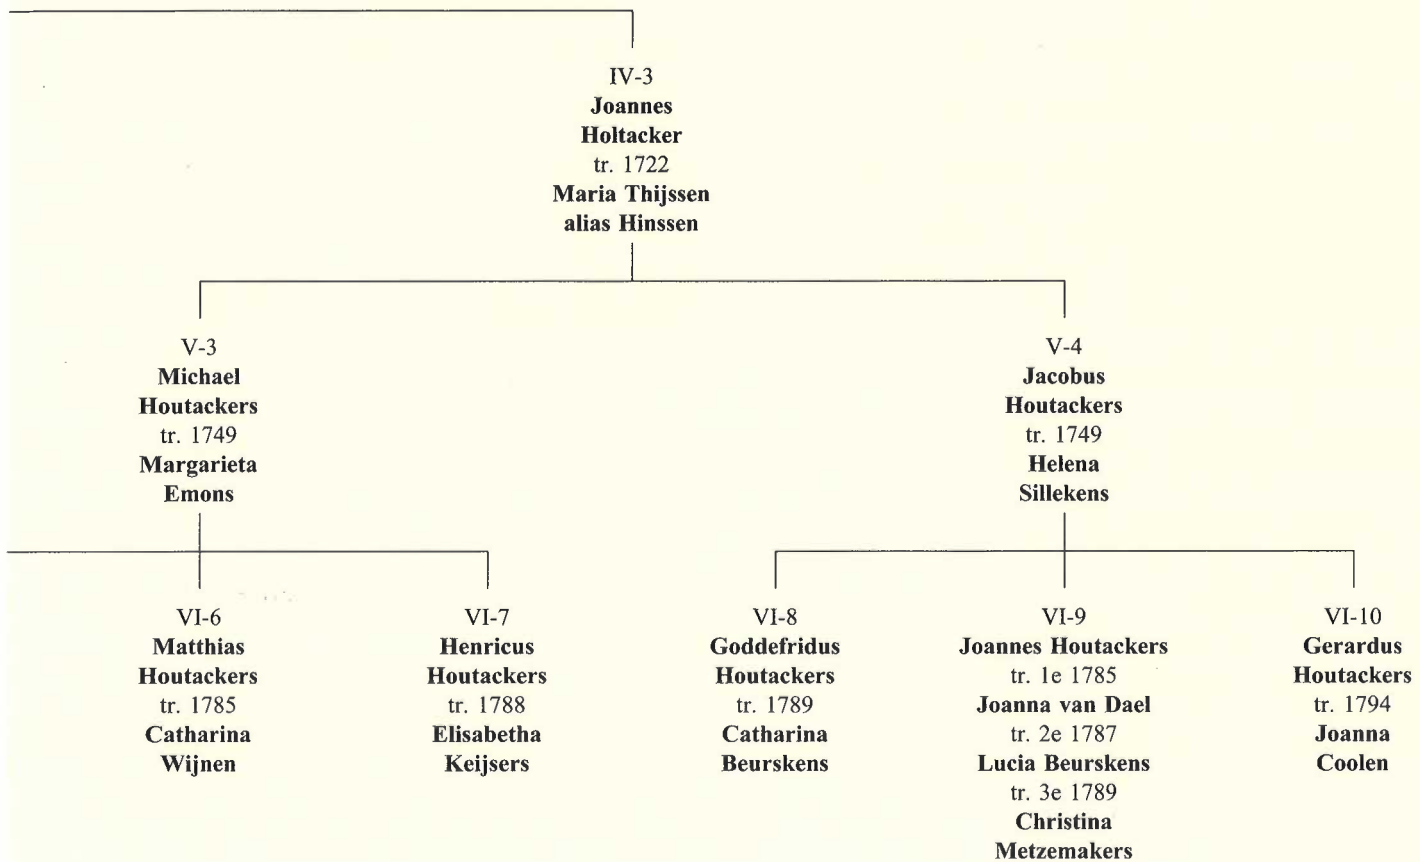 IV-3
Joannes
Holtacker
tr. 1722
Maria Thijssen
alias Hinssen
V-3
Michael
Houtackers
tr. 1749
Margarieta
Emons
V-4
Jacobus
Houtackers
tr. 1749
Helena
Sillekens
VI-6
Matthias
Houtackers
tr. 1785
Catharina
Wijnen
VI-7
Henricus
Houtackers
tr. 1788
Elisabetha
Keijsers
VI-8
Goddefridus
Houtackers
tr. 1789
Catharina
Beurskens
VI-9
Joannes Houtackers
tr. 1e 1785
Joanna van Dael
tr. 2e 1787
Lucia Beurskens
tr. 3e 1789
Christina
Metzemakers
VI-10
Gerardus
Houtackers
tr. 1794
Joanna
Coolen